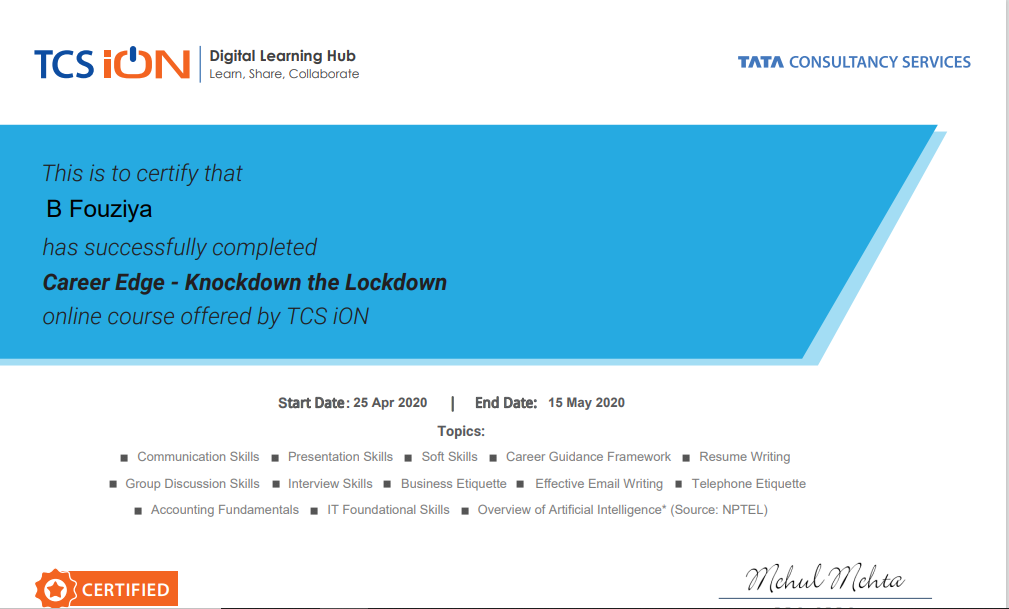 TCS iON
Digital Learning Hub
Learn, Share, Collaborate
TATA CONSULTANCY SERVICES
This is to certify that
B Fouziya
has successfully completed
Career Edge - Knockdown the Lockdown
online course offered by TCS iON
Start Date: 25 Apr 2020 | End Date: 15 May 2020
Topics:
■ Communication Skills ■ Presentation Skills ■ Soft Skills ■ Career Guidance Framework ■ Resume Writing
■ Group Discussion Skills ■ Interview Skills ■ Business Etiquette ■ Effective Email Writing ■ Telephone Etiquette
■ Accounting Fundamentals ■ IT Foundational Skills ■ Overview of Artificial Intelligence* (Source: NPTEL)
CERTIFIED
Mehul Mehta